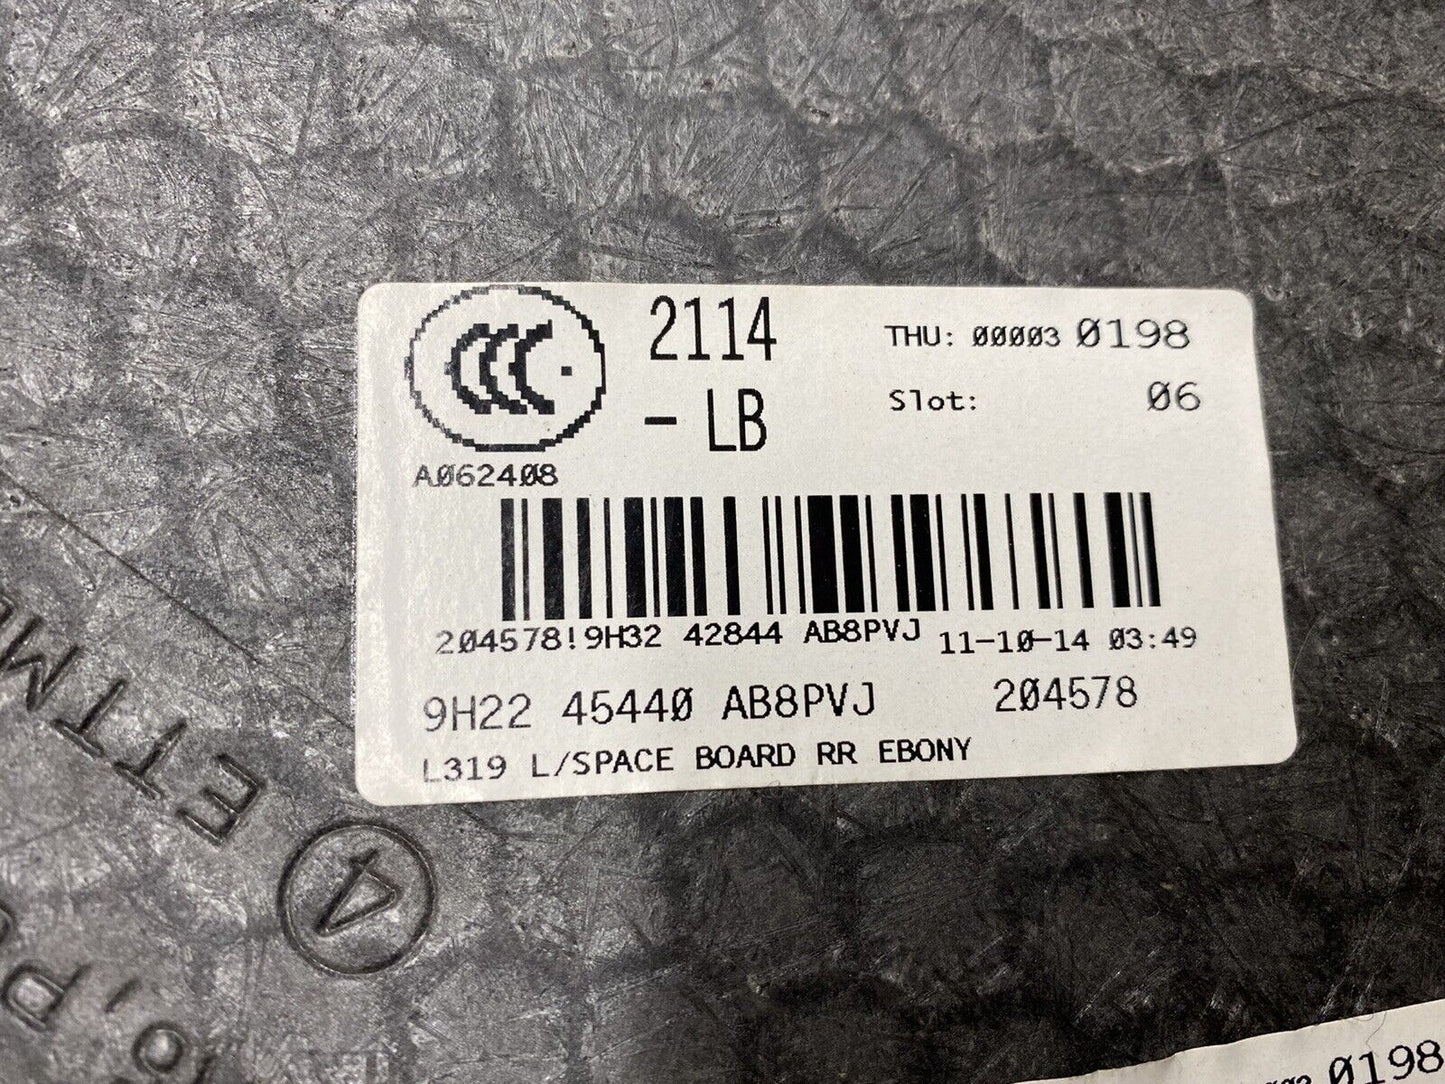 2114
- LB
THU: 00003 0198
Slot: 06
A062408
204578!9H32 42844 AB8PVJ 11-10-14 03:49
9H22 45440 AB8PVJ 204578
L319 L/SPACE BOARD RR EBONY
4
0198